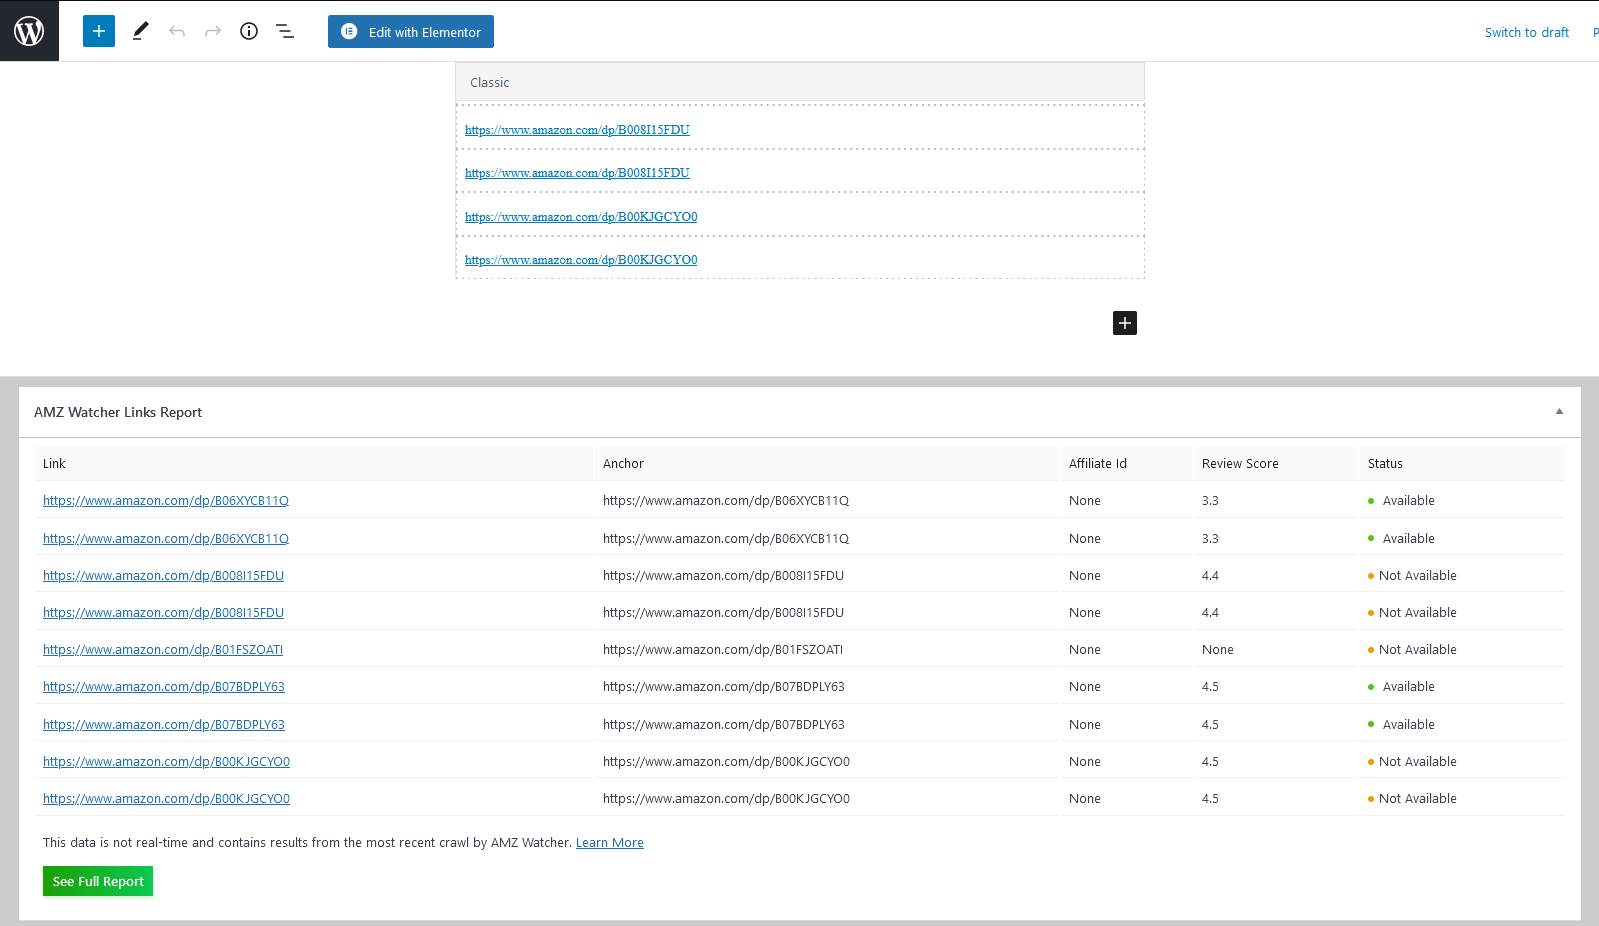 Edit with Elementor
Switch to draft
P
Classic
https://www.amazon.com/dp/B008I15FDU
https://www.amazon.com/dp/B008I15FDU
https://www.amazon.com/dp/B00KJGCYO0
https://www.amazon.com/dp/B00KJGCYO0
AMZ Watcher Links Report
Link Anchor Affiliate Id Review Score Status
https://www.amazon.com/dp/B06XYCB11Q https://www.amazon.com/dp/B06XYCB11Q None 3.3 Available
https://www.amazon.com/dp/B06XYCB11Q https://www.amazon.com/dp/B06XYCB11Q None 3.3 Available
https://www.amazon.com/dp/B008I15FDU https://www.amazon.com/dp/B008I15FDU None 4.4 Not Available
https://www.amazon.com/dp/B008I15FDU https://www.amazon.com/dp/B008I15FDU None 4.4 Not Available
https://www.amazon.com/dp/B01FSZOATI https://www.amazon.com/dp/B01FSZOATI None None Not Available
https://www.amazon.com/dp/B07BDPLY63 https://www.amazon.com/dp/B07BDPLY63 None 4.5 Available
https://www.amazon.com/dp/B07BDPLY63 https://www.amazon.com/dp/B07BDPLY63 None 4.5 Available
https://www.amazon.com/dp/B00KJGCYO0 https://www.amazon.com/dp/B00KJGCYO0 None 4.5 Not Available
https://www.amazon.com/dp/B00KJGCYO0 https://www.amazon.com/dp/B00KJGCYO0 None 4.5 Not Available
This data is not real-time and contains results from the most recent crawl by AMZ Watcher. Learn More
See Full Report